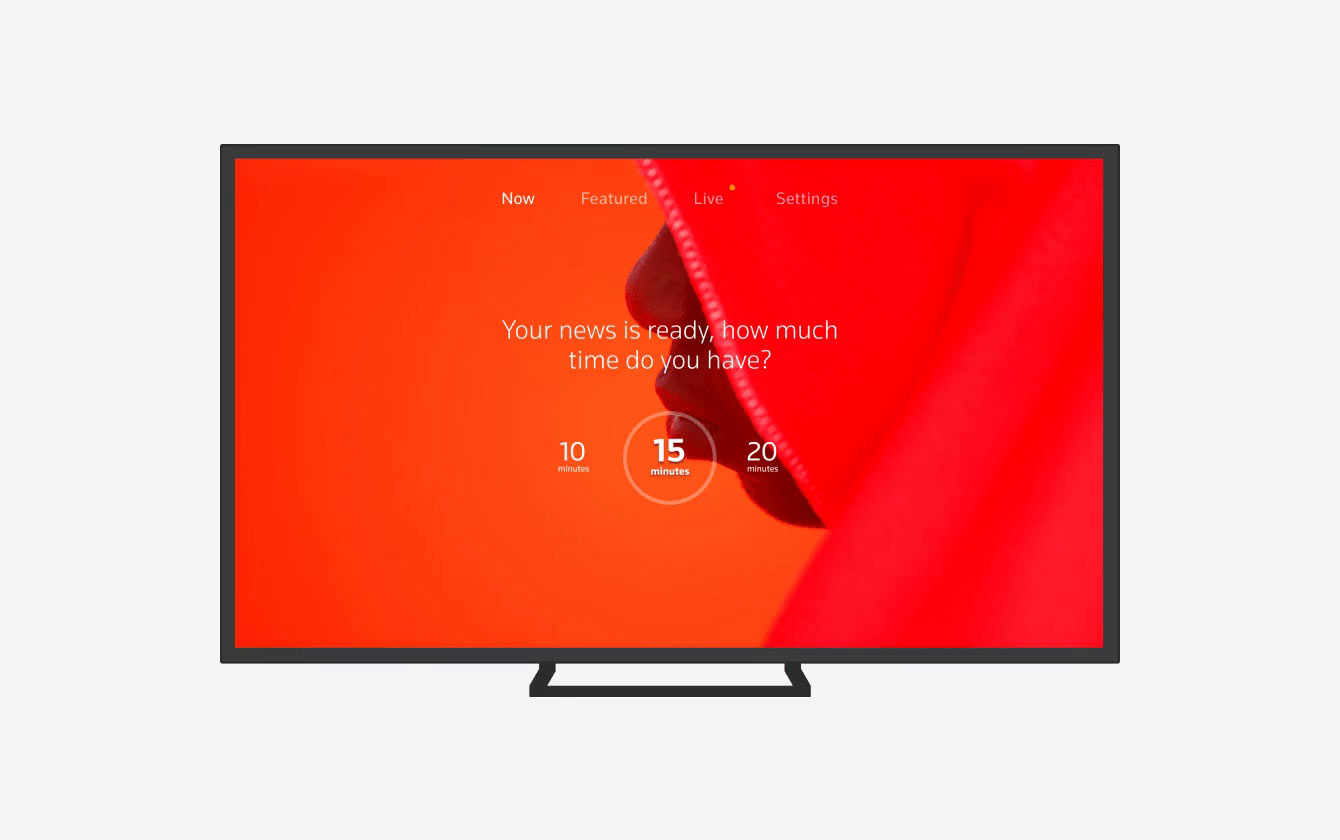 Now Featured Live Settings
Your news is ready, how much
time do you have?
10 15 20
minutes minutes minutes